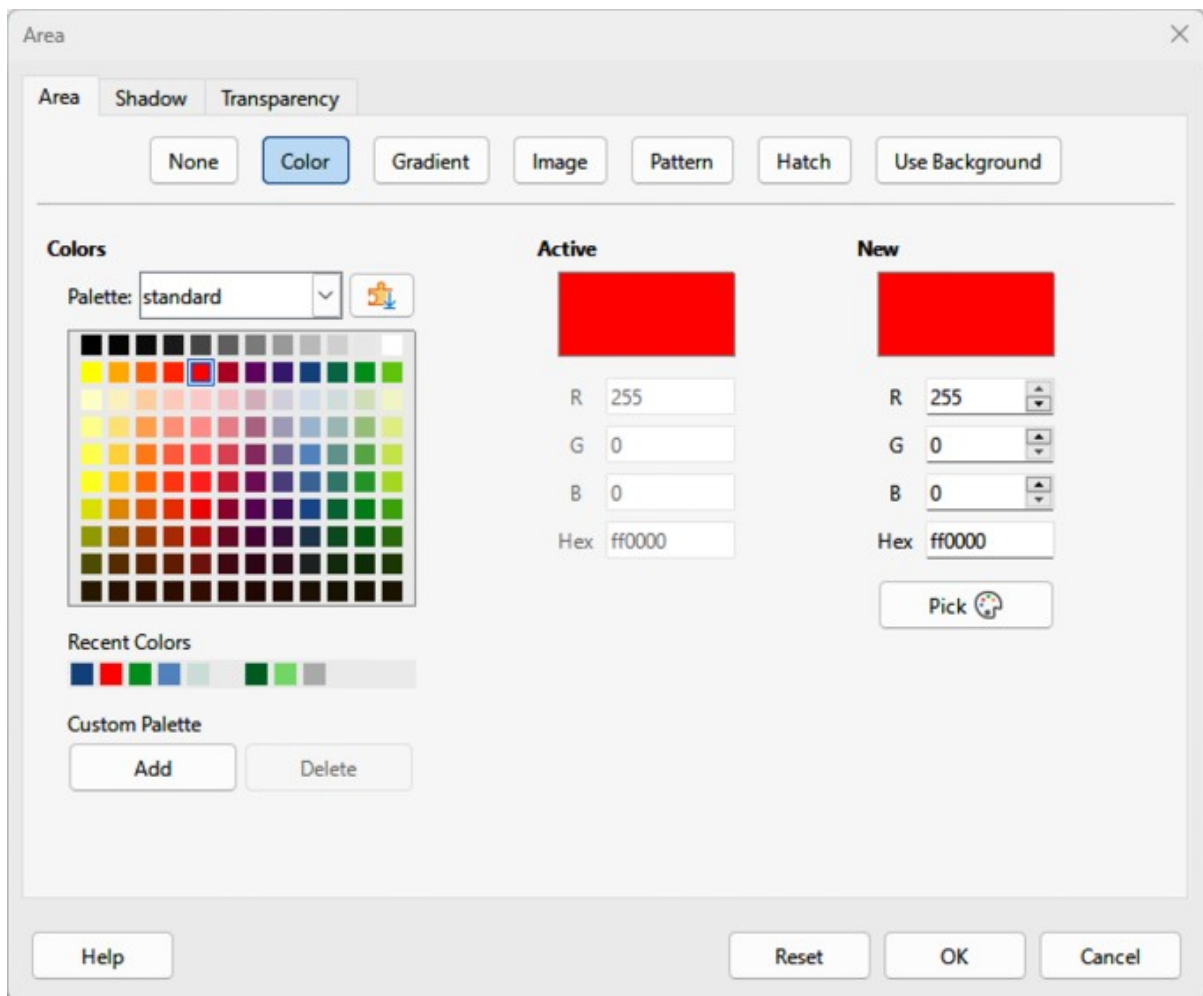 Area
Area Shadow Transparency
None Color Gradient Image Pattern Hatch Use Background
Colors Active New
Palette: standard
R 255 R 255
G 0 G 0
B 0 B 0
Hex ff0000 Hex ff0000
Pick
Recent Colors
Custom Palette
Add Delete
Help Reset OK Cancel